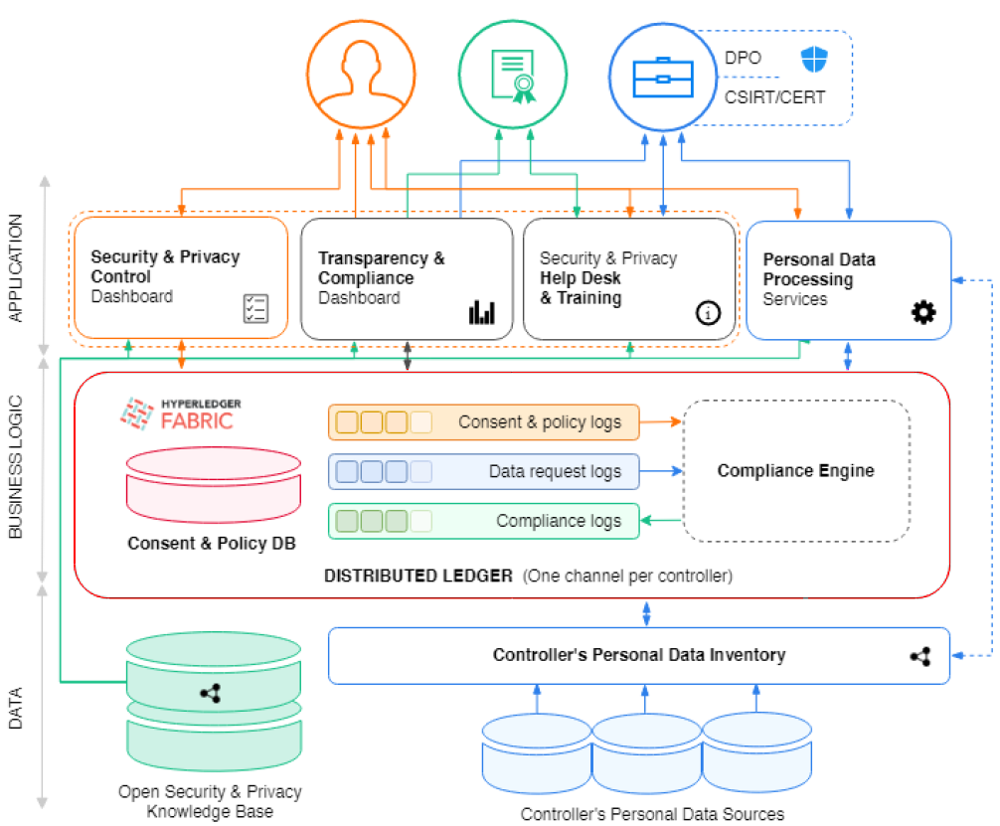 DPO
CSIRT/CERT
APPLICATION
Security & Privacy
Control
Dashboard
Transparency &
Compliance
Dashboard
Security & Privacy
Help Desk
& Training
i
Personal Data
Processing
Services
BUSINESS LOGIC
HYPERLEDGER
FABRIC
Consent & Policy DB
Consent & policy logs
Data request logs
Compliance logs
Compliance Engine
DISTRIBUTED LEDGER (One channel per controller)
DATA
Controller's Personal Data Inventory
Open Security & Privacy
Knowledge Base
Controller's Personal Data Sources